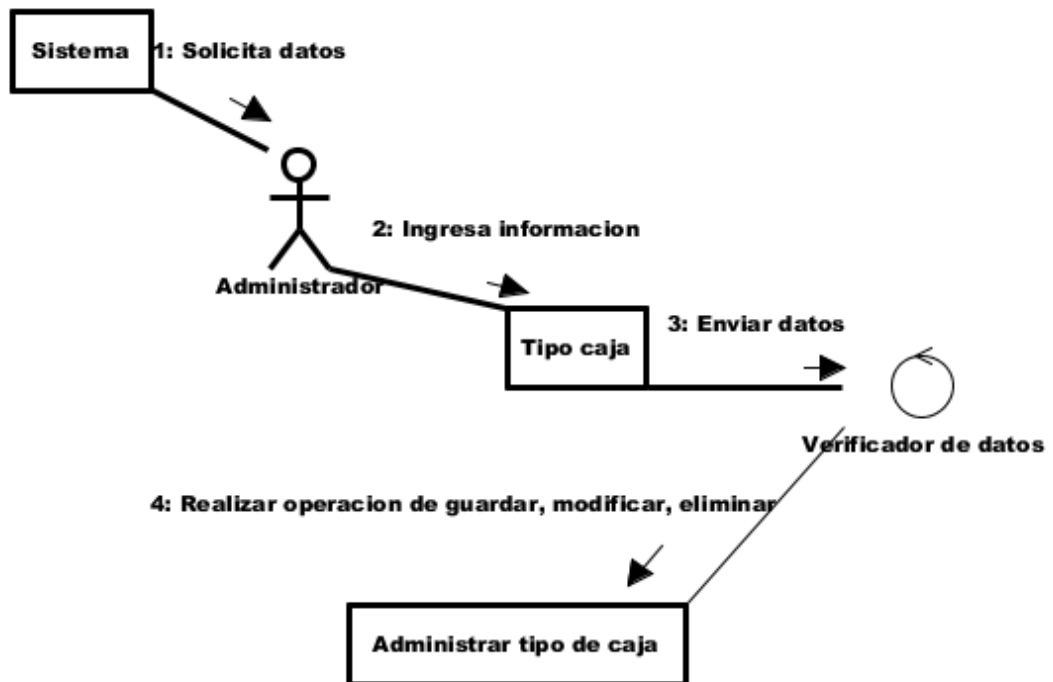 Sistema
1: Solicita datos
2: Ingresa informacion
Administrador
Tipo caja
3: Enviar datos
Verificador de datos
4: Realizar operacion de guardar, modificar, eliminar
Administrar tipo de caja